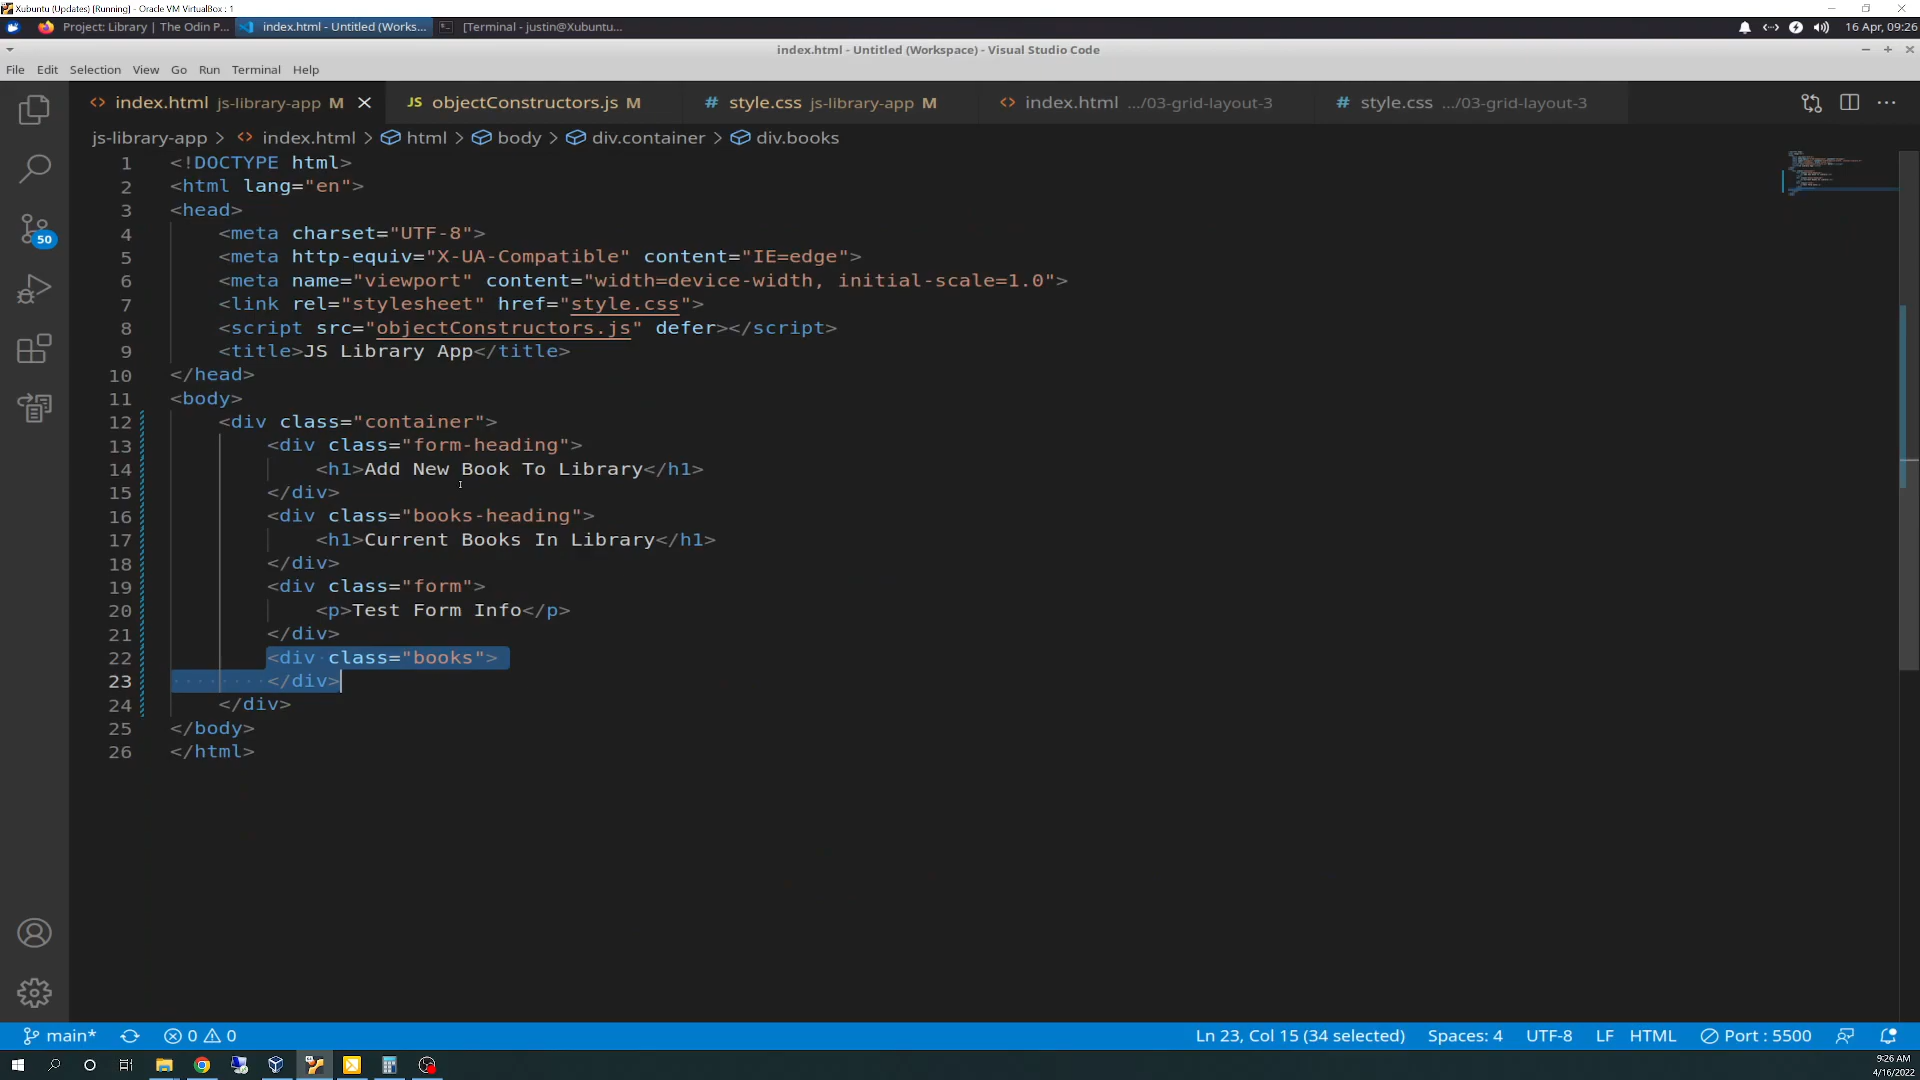 Xubuntu (Updates) [Running] - Oracle VM VirtualBox : 1
Project: Library | The Odin P...
index.html - Untitled (Works...
[Terminal - justin@Xubuntu...
16 Apr, 09:26
index.html - Untitled (Workspace) - Visual Studio Code
File Edit Selection View Go Run Terminal Help
index.html js-library-app M
JS objectConstructors.js M
# style.css js-library-app M
index.html .../03-grid-layout-3
# style.css .../03-grid-layout-3
js-library-app > index.html > html > body > div.container > div.books
1 <!DOCTYPE html>
2 <html lang="en">
3 <head>
4 <meta charset="UTF-8">
5 <meta http-equiv="X-UA-Compatible" content="IE=edge">
6 <meta name="viewport" content="width=device-width, initial-scale=1.0">
7 <link rel="stylesheet" href="style.css">
8 <script src="objectConstructors.js" defer></script>
9 <title>JS Library App</title>
10 </head>
11 <body>
12 <div class="container">
13 <div class="form-heading">
14 <h1>Add New Book To Library</h1>
15 </div>
16 <div class="books-heading">
17 <h1>Current Books In Library</h1>
18 </div>
19 <div class="form">
20 <p>Test Form Info</p>
21 </div>
22 <div class="books">
23 </div>
24 </div>
25 </body>
26 </html>
50
main*
0 0
Ln 23, Col 15 (34 selected)
Spaces: 4
UTF-8
LF
HTML
Port : 5500
9:26 AM
4/16/2022